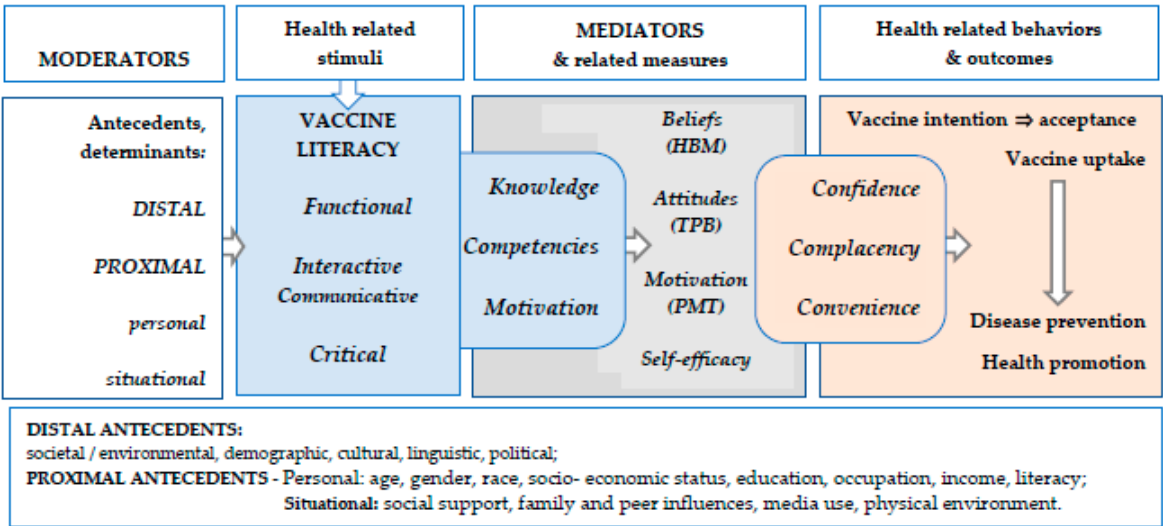 MODERATORS
Health related
stimuli
MEDIATORS
& related measures
Health related behaviors
& outcomes
Antecedents,
determinants:
DISTAL
PROXIMAL
personal
situational
VACCINE
LITERACY
Functional
Interactive
Communicative
Critical
Knowledge
Competencies
Motivation
Beliefs
(HBM)
Attitudes
(TPB)
Motivation
(PMT)
Self-efficacy
Confidence
Complacency
Convenience
Vaccine intention ⇒ acceptance
Vaccine uptake
Disease prevention
Health promotion
DISTAL ANTECEDENTS:
societal / environmental, demographic, cultural, linguistic, political;
PROXIMAL ANTECEDENTS - Personal: age, gender, race, socio- economic status, education, occupation, income, literacy;
Situational: social support, family and peer influences, media use, physical environment.